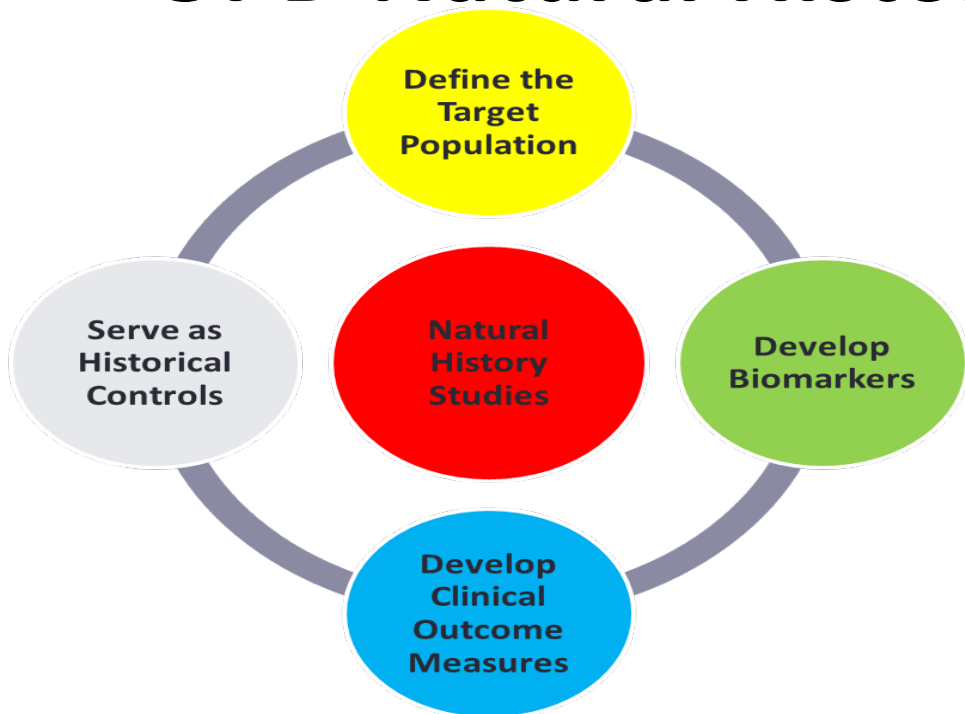 Define the
Target
Population
Serve as
Historical
Controls
Natural
History
Studies
Develop
Biomarkers
Develop
Clinical
Outcome
Measures